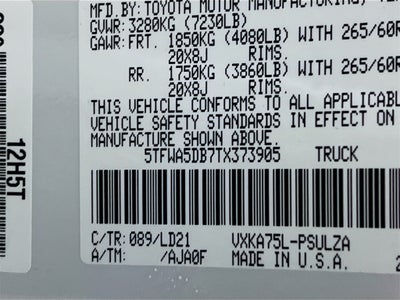 MFD.BY:TOYOTA MOTOR MANUFACTURING,
GVWR:3280KG (7230LB)
GAWR:FRT. 1850KG (4080LB) WITH 265/60R
20X8J RIMS.
RR. 1750KG (3860LB) WITH 265/60R
20X8J RIMS.
THIS VEHICLE CONFORMS TO ALL APPLICAB
VEHICLE SAFETY STANDARDS IN EFFECT ON
MANUFACTURE SHOWN ABOVE.
5TFWA5DB7TX373905 TRUCK
C/TR:089/LD21 VXKA75L-PSULZA
A/TM: /AJA0F MADE IN U.S.A.
12H5T